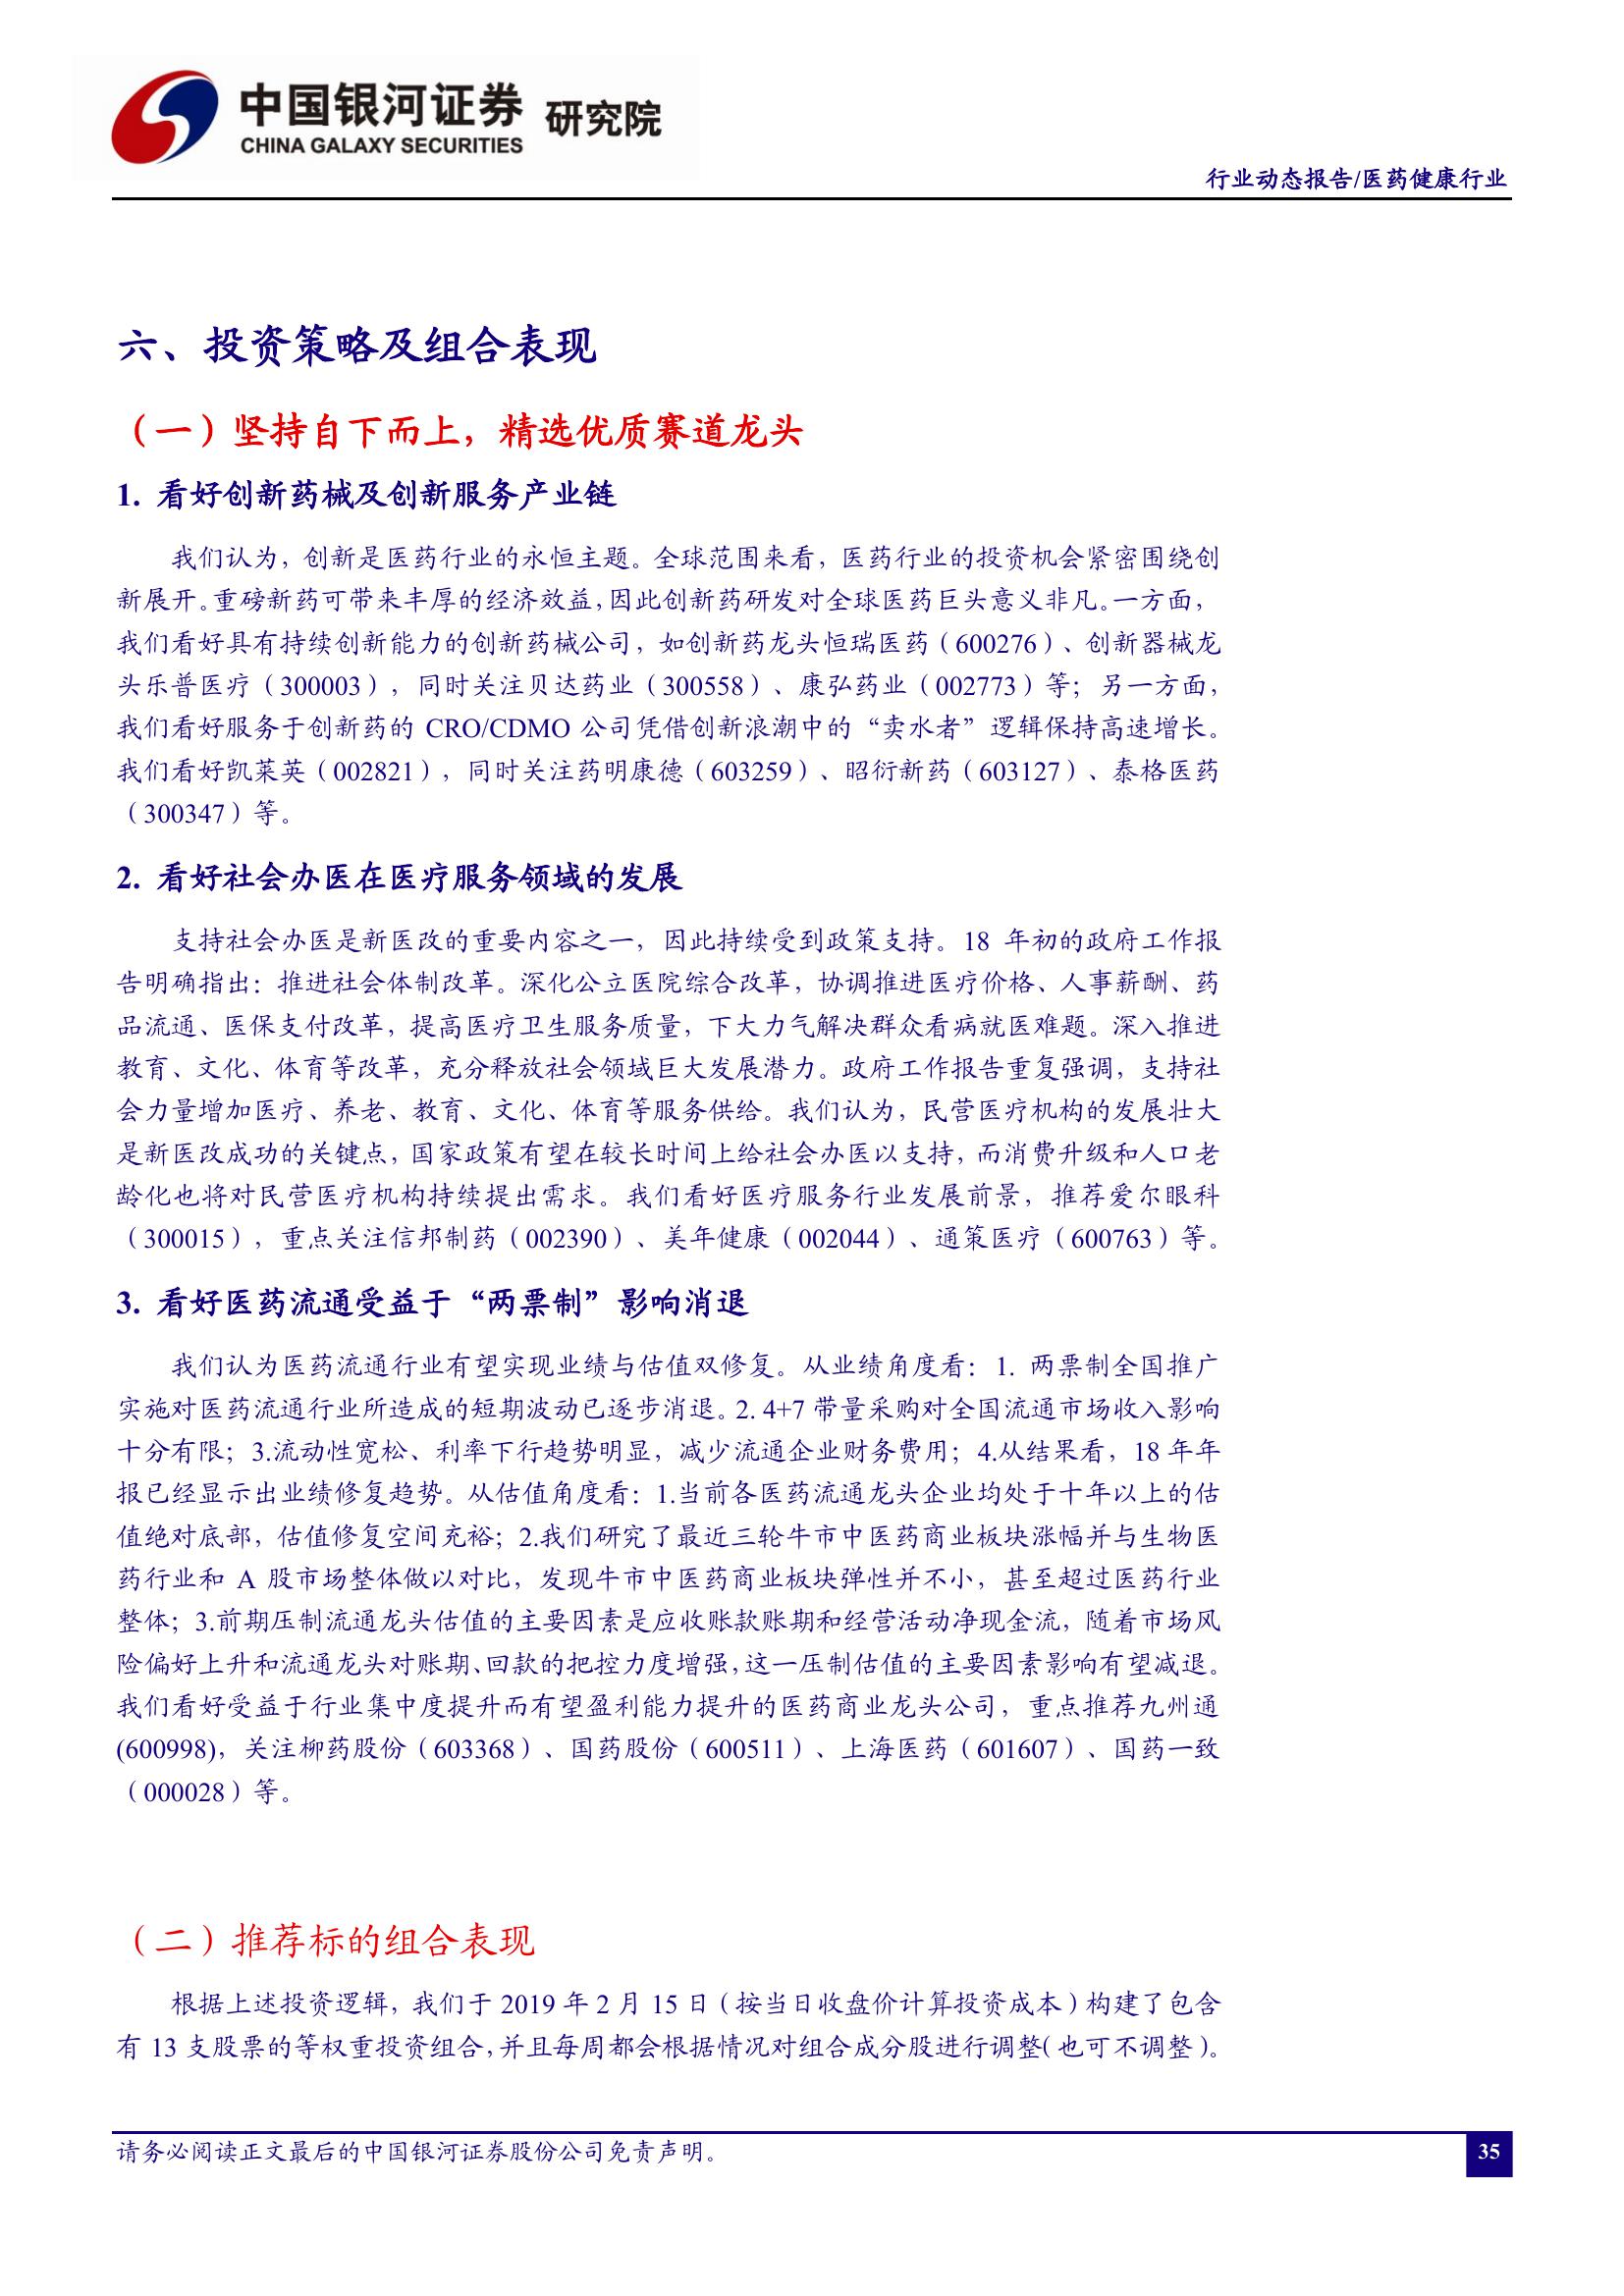 中国银河证券 研究院
CHINA GALAXY SECURITIES
行业动态报告/医药健康行业
六、投资策略及组合表现
（一）坚持自下而上，精选优质赛道龙头
1. 看好创新药械及创新服务产业链
我们认为，创新是医药行业的永恒主题。全球范围来看，医药行业的投资机会紧密围绕创
新展开。重磅新药可带来丰厚的经济效益，因此创新药研发对全球医药巨头意义非凡。一方面，
我们看好具有持续创新能力的创新药械公司，如创新药龙头恒瑞医药（600276）、创新器械龙
头乐普医疗（300003），同时关注贝达药业（300558）、康弘药业（002773）等；另一方面，
我们看好服务于创新药的 CRO/CDMO 公司凭借创新浪潮中的“卖水者”逻辑保持高速增长。
我们看好凯莱英（002821），同时关注药明康德（603259）、昭衍新药（603127）、泰格医药
（300347）等。
2. 看好社会办医在医疗服务领域的发展
支持社会办医是新医改的重要内容之一，因此持续受到政策支持。18 年初的政府工作报
告明确指出：推进社会体制改革。深化公立医院综合改革，协调推进医疗价格、人事薪酬、药
品流通、医保支付改革，提高医疗卫生服务质量，下大力气解决群众看病就医难题。深入推进
教育、文化、体育等改革，充分释放社会领域巨大发展潜力。政府工作报告重复强调，支持社
会力量增加医疗、养老、教育、文化、体育等服务供给。我们认为，民营医疗机构的发展壮大
是新医改成功的关键点，国家政策有望在较长时间上给社会办医以支持，而消费升级和人口老
龄化也将对民营医疗机构持续提出需求。我们看好医疗服务行业发展前景，推荐爱尔眼科
（300015），重点关注信邦制药（002390）、美年健康（002044）、通策医疗（600763）等。
3. 看好医药流通受益于“两票制”影响消退
我们认为医药流通行业有望实现业绩与估值双修复。从业绩角度看：1. 两票制全国推广
实施对医药流通行业所造成的短期波动已逐步消退。2. 4+7 带量采购对全国流通市场收入影响
十分有限；3.流动性宽松、利率下行趋势明显，减少流通企业财务费用；4.从结果看，18 年年
报已经显示出业绩修复趋势。从估值角度看：1.当前各医药流通龙头企业均处于十年以上的估
值绝对底部，估值修复空间充裕；2.我们研究了最近三轮牛市中医药商业板块涨幅并与生物医
药行业和 A 股市场整体做以对比，发现牛市中医药商业板块弹性并不小，甚至超过医药行业
整体；3.前期压制流通龙头估值的主要因素是应收账款账期和经营活动净现金流，随着市场风
险偏好上升和流通龙头对账期、回款的把控力度增强，这一压制估值的主要因素影响有望减退。
我们看好受益于行业集中度提升而有望盈利能力提升的医药商业龙头公司，重点推荐九州通
(600998)，关注柳药股份（603368）、国药股份（600511）、上海医药（601607）、国药一致
（000028）等。
（二）推荐标的组合表现
根据上述投资逻辑，我们于 2019 年 2 月 15 日（按当日收盘价计算投资成本）构建了包含
有 13 支股票的等权重投资组合，并且每周都会根据情况对组合成分股进行调整（也可不调整）。
请务必阅读正文最后的中国银河证券股份公司免责声明。
35